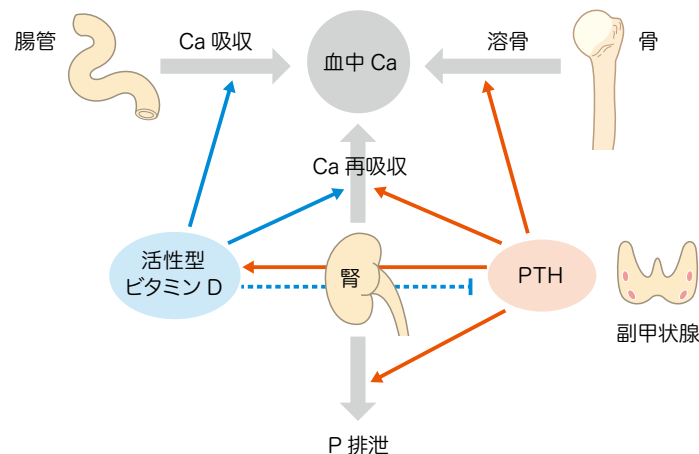 腸管
Ca 吸収
血中 Ca
溶骨
骨
Ca 再吸収
活性型
ビタミン D
腎
PTH
副甲状腺
P 排泄